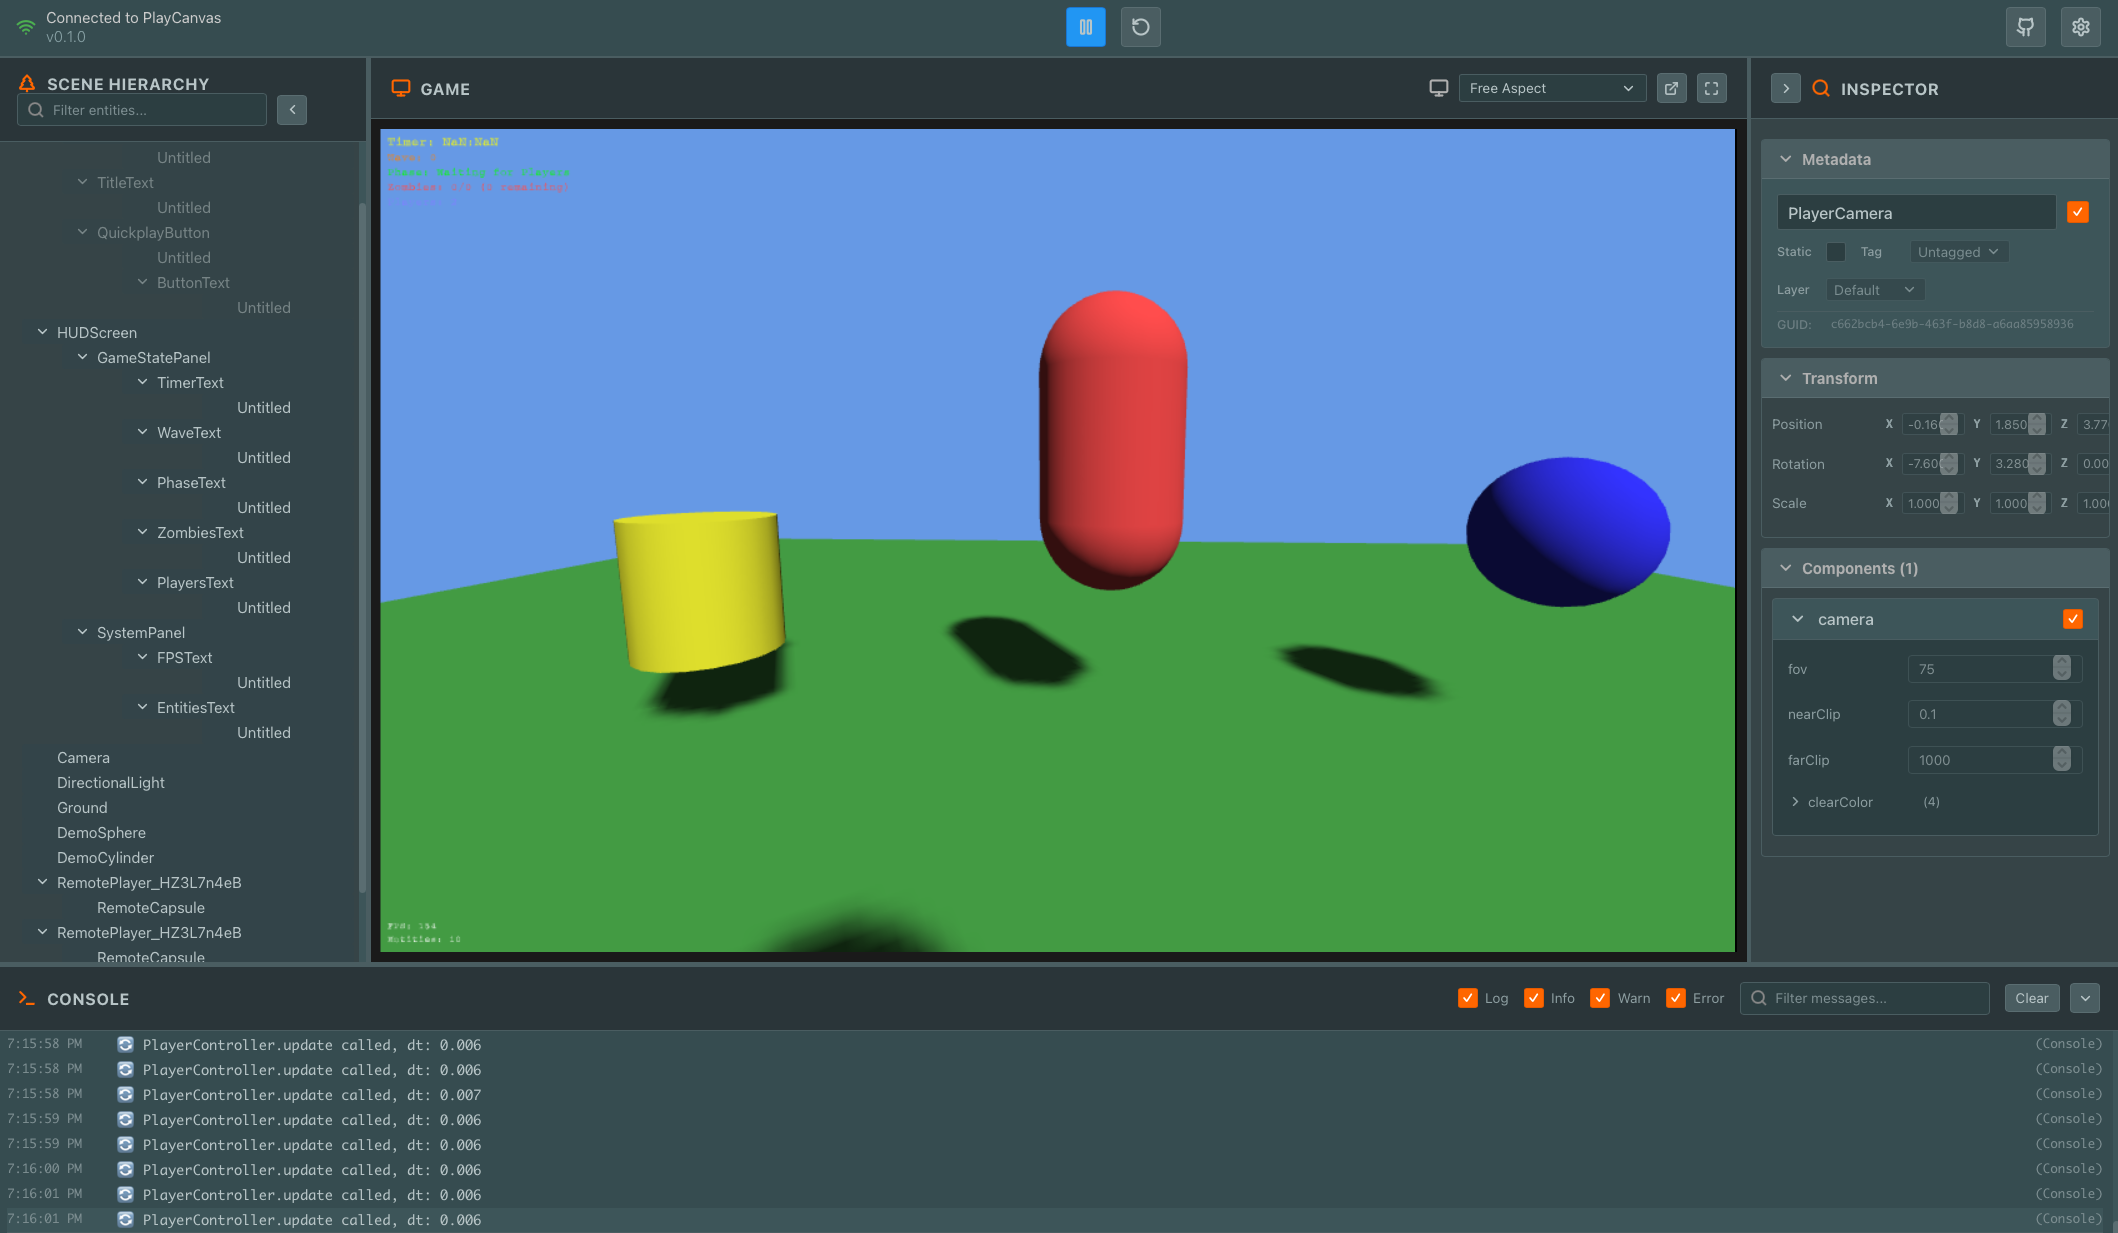 Connected to PlayCanvas
v0.1.0
SCENE HIERARCHY
Filter entities...
Untitled
TitleText
Untitled
QuickplayButton
Untitled
ButtonText
Untitled
HUDScreen
GameStatePanel
TimerText
Untitled
WaveText
Untitled
PhaseText
Untitled
ZombiesText
Untitled
PlayersText
Untitled
SystemPanel
FPSText
Untitled
EntitiesText
Untitled
Camera
DirectionalLight
Ground
DemoSphere
DemoCylinder
RemotePlayer_HZ3L7n4eB
RemoteCapsule
RemotePlayer_HZ3L7n4eB
RemoteCapsule
GAME
Free Aspect
Timer: NaN:NaN
FPS: 154
Entities: 10
INSPECTOR
Metadata
PlayerCamera
Static Tag Untagged
Layer Default
GUID: c662bcb4-6e9b-463f-b8d8-a6aa85958936
Transform
Position X -0.16 Y 1.850 Z 3.77
Rotation X -7.60 Y 3.280 Z 0.00
Scale X 1.000 Y 1.000 Z 1.00
Components (1)
camera
fov 75
nearClip 0.1
farClip 1000
clearColor (4)
CONSOLE
Log Info Warn Error Filter messages... Clear
7:15:58 PM PlayerController.update called, dt: 0.006 (Console)
7:15:58 PM PlayerController.update called, dt: 0.006 (Console)
7:15:58 PM PlayerController.update called, dt: 0.007 (Console)
7:15:59 PM PlayerController.update called, dt: 0.006 (Console)
7:15:59 PM PlayerController.update called, dt: 0.006 (Console)
7:16:00 PM PlayerController.update called, dt: 0.006 (Console)
7:16:01 PM PlayerController.update called, dt: 0.006 (Console)
7:16:01 PM PlayerController.update called, dt: 0.006 (Console)